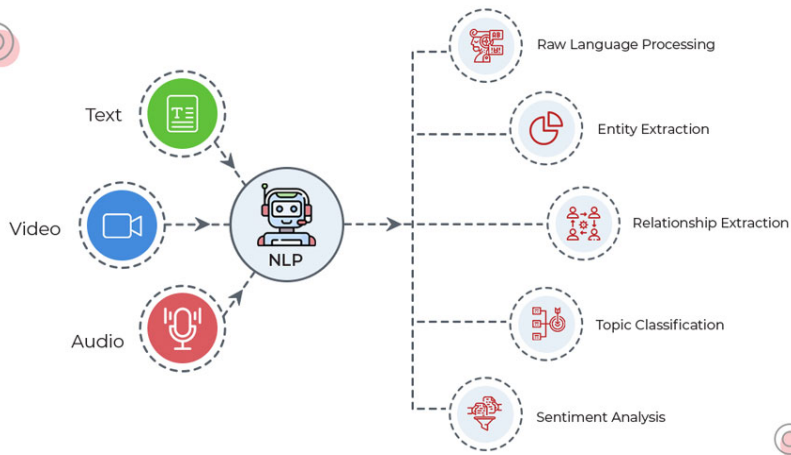 Text
Video
Audio
NLP
Raw Language Processing
Entity Extraction
Relationship Extraction
Topic Classification
Sentiment Analysis